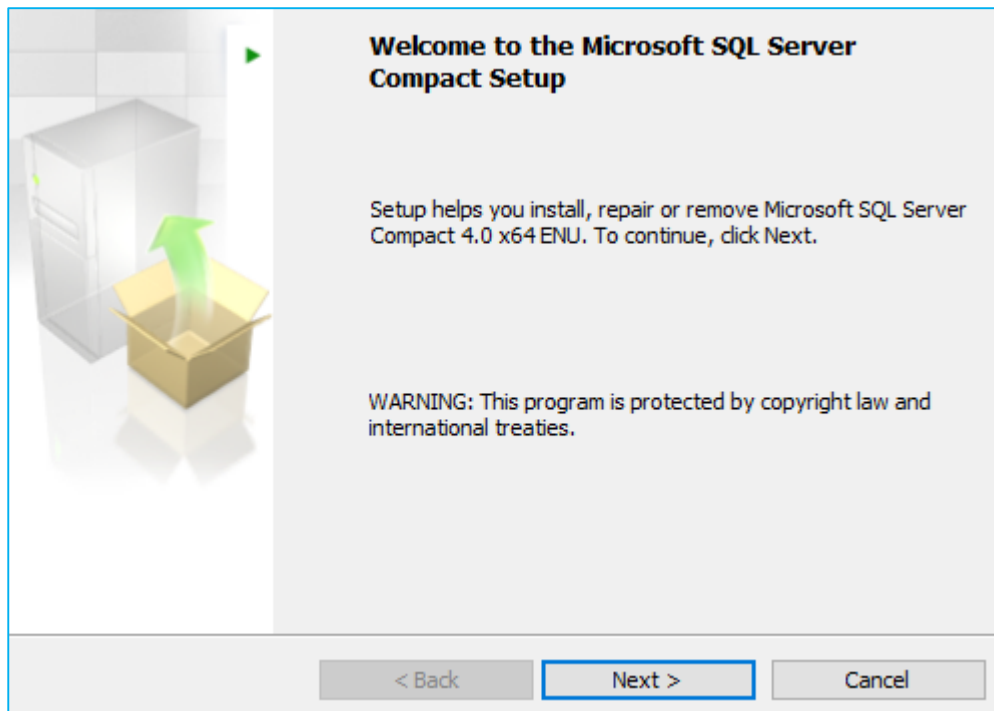 Welcome to the Microsoft SQL Server
Compact Setup
Setup helps you install, repair or remove Microsoft SQL Server
Compact 4.0 x64 ENU. To continue, click Next.
WARNING: This program is protected by copyright law and
international treaties.
< Back
Next >
Cancel